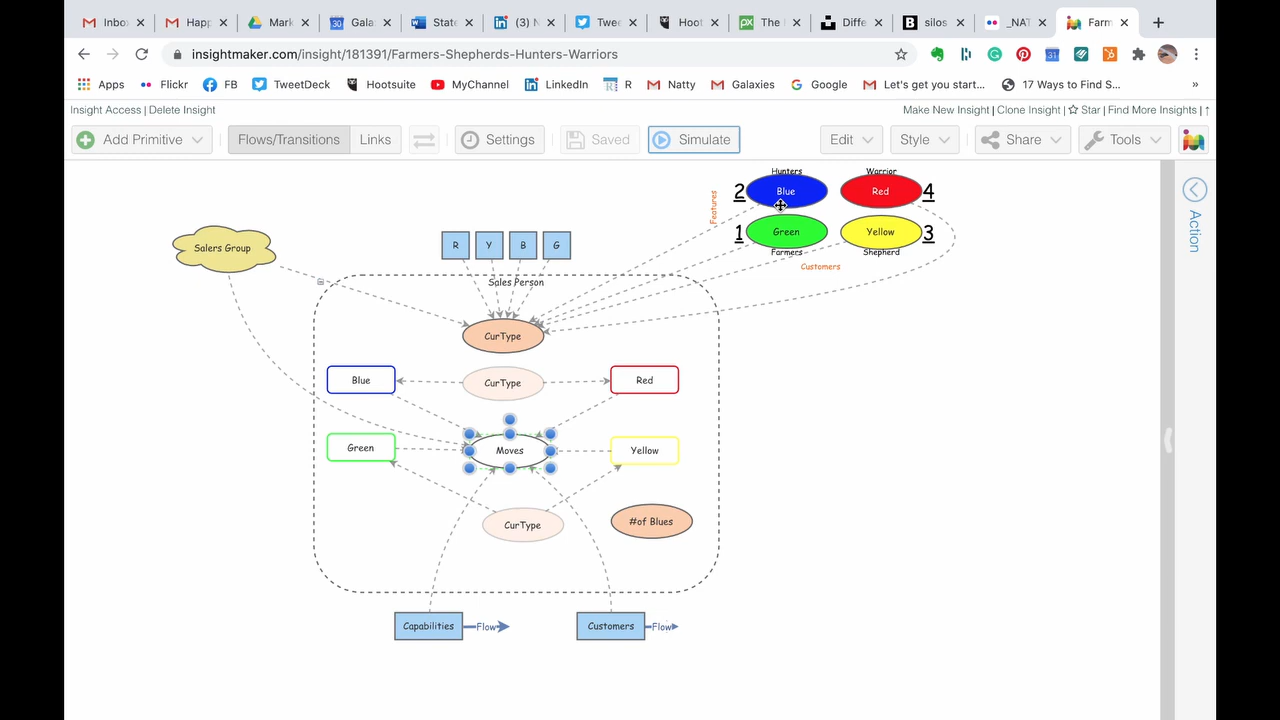 Inbo
Happ
Mark
Gala
State
(3) N
Twee
Hoot
The I
Diffe
silos
_NAT
Farm
insightmaker.com/insight/181391/Farmers-Shepherds-Hunters-Warriors
Apps
Flickr
FB
TweetDeck
Hootsuite
MyChannel
LinkedIn
R
Natty
Galaxies
Google
Let's get you start...
17 Ways to Find S...
»
Insight Access | Delete Insight
Make New Insight | Clone Insight | Star | Find More Insights | ↑
Add Primitive
Flows/Transitions
Links
Settings
Saved
Simulate
Edit
Style
Share
Tools
Hunters
Warrior
2
Blue
Red
4
Features
1
Green
Yellow
3
Farmers
Shepherd
Customers
Action
Salers Group
R
Y
B
G
Sales Person
CurType
Blue
CurType
Red
Green
Moves
Yellow
CurType
#of Blues
Capabilities
Flow
Customers
Flow